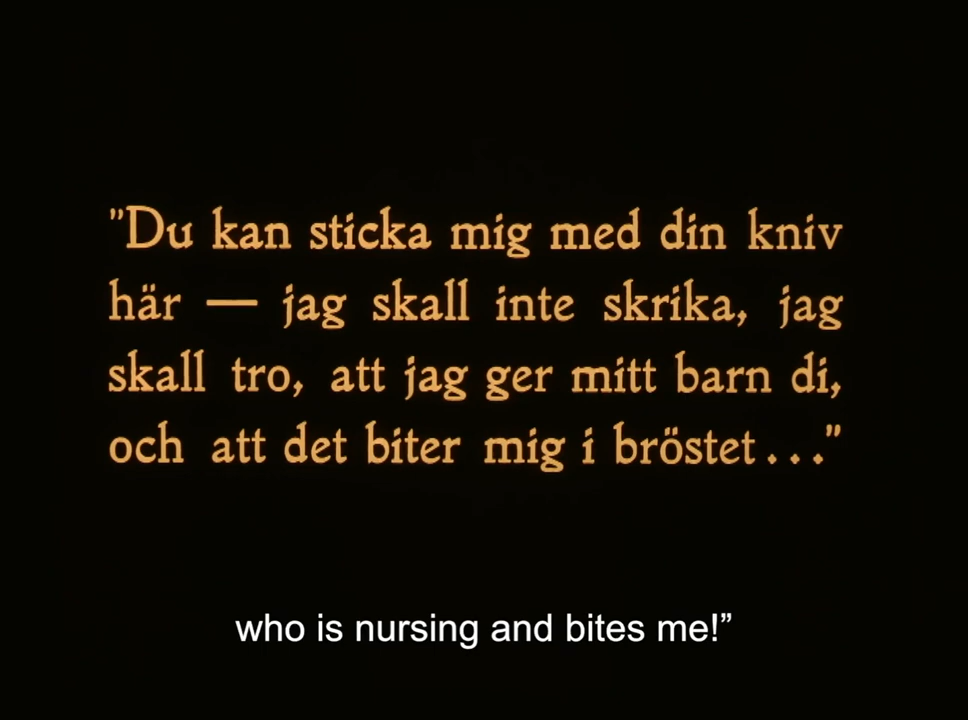 "Du kan sticka mig med din kniv
här — jag skall inte skrika, jag
skall tro, att jag ger mitt barn di,
och att det biter mig i bröstet..."
who is nursing and bites me!”